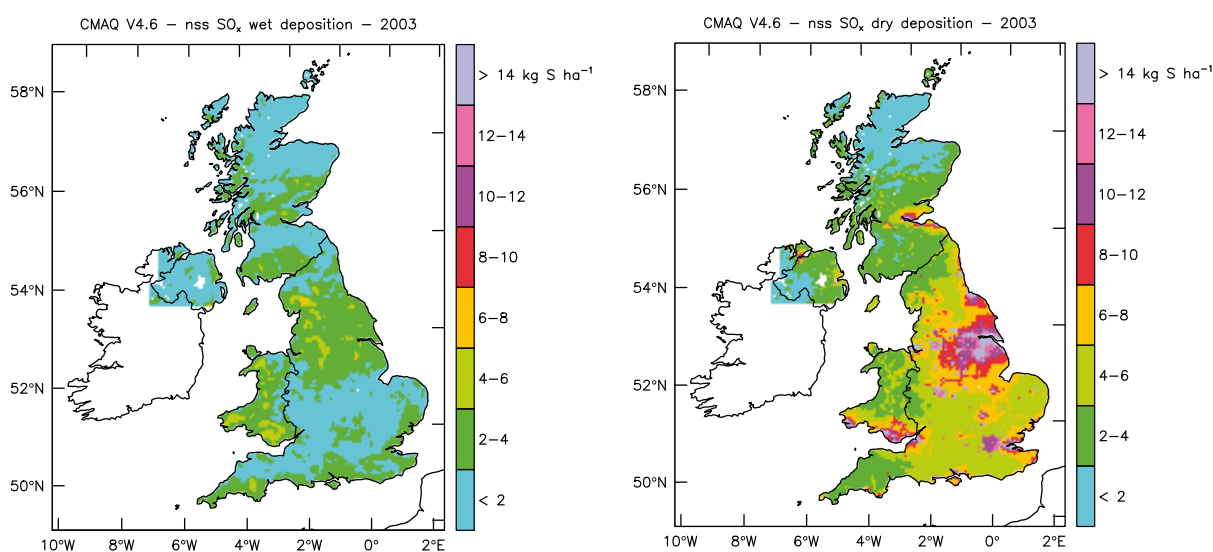 CMAQ V4.6 – nss SOₓ wet deposition – 2003
58°N
56°N
54°N
52°N
50°N
10°W 8°W 6°W 4°W 2°W 0° 2°E
> 14 kg S ha⁻¹
12–14
10–12
8–10
6–8
4–6
2–4
< 2
CMAQ V4.6 – nss SOₓ dry deposition – 2003
58°N
56°N
54°N
52°N
50°N
10°W 8°W 6°W 4°W 2°W 0° 2°E
> 14 kg S ha⁻¹
12–14
10–12
8–10
6–8
4–6
2–4
< 2